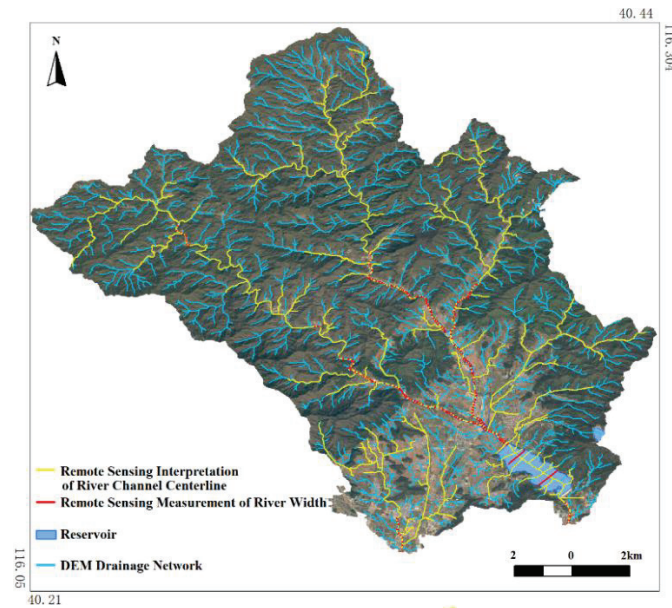 40.44
116.304
N
Remote Sensing Interpretation
of River Channel Centerline
Remote Sensing Measurement of River Width
Reservoir
DEM Drainage Network
2 0 2km
116.05
40.21